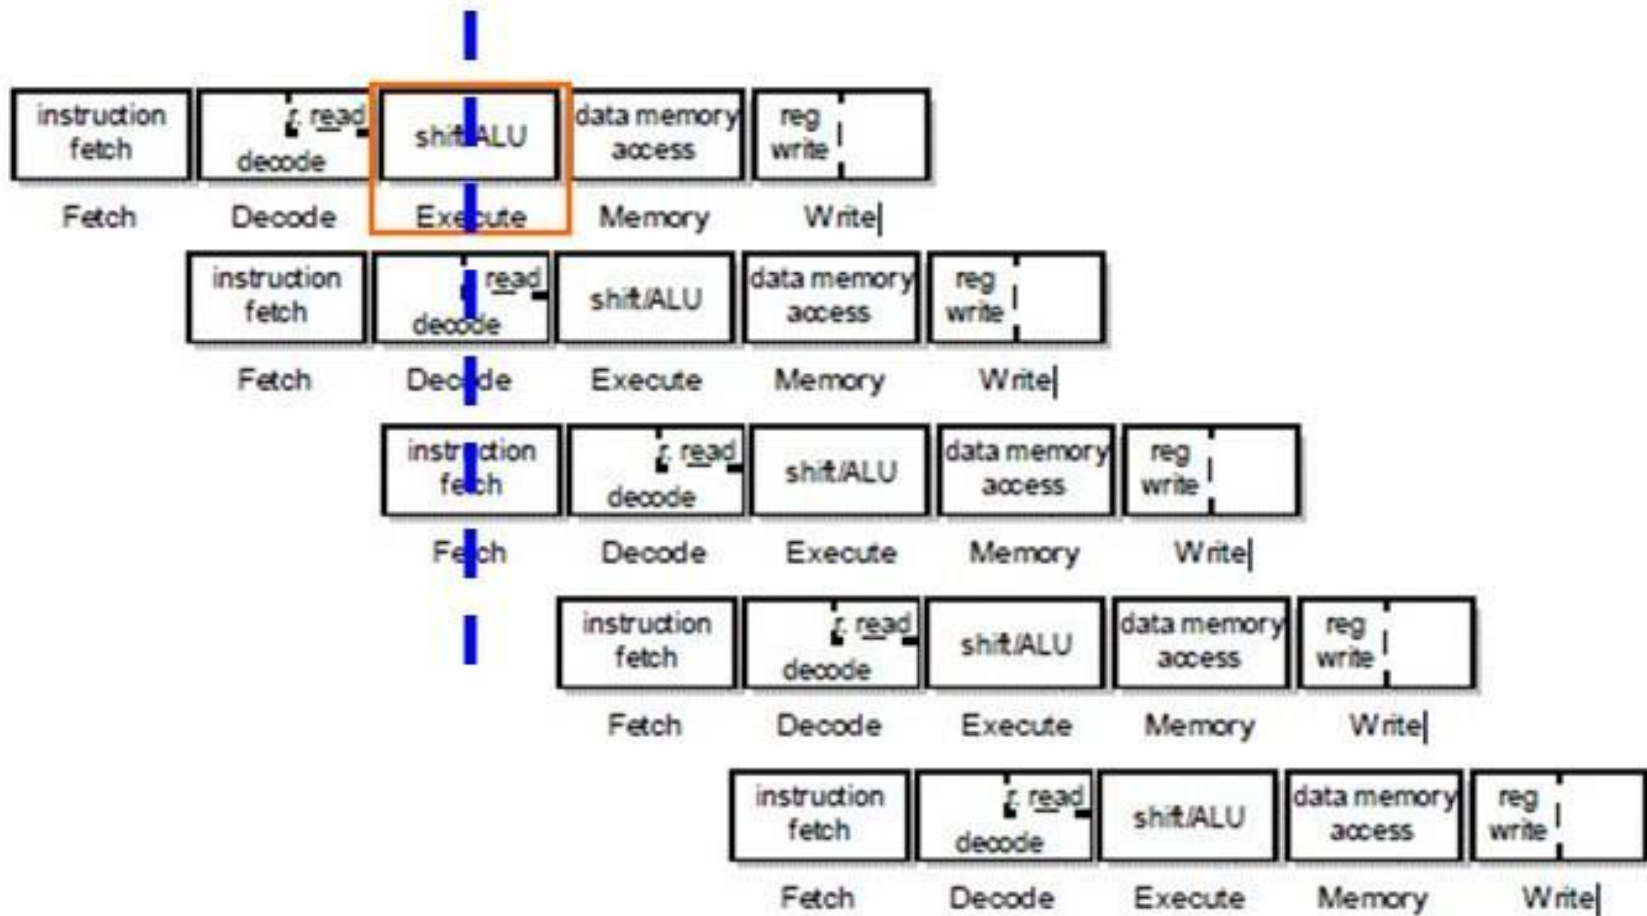 instruction r. read shift/ALU data memory reg
fetch decode access write
Fetch Decode Execute Memory Write
instruction read shift/ALU data memory reg
fetch decode access write
Fetch Decode Execute Memory Write
instruction r. read shift/ALU data memory reg
fetch decode access write
Fetch Decode Execute Memory Write
instruction r. read shift/ALU data memory reg
fetch decode access write
Fetch Decode Execute Memory Write
instruction r. read shift/ALU data memory reg
fetch decode access write
Fetch Decode Execute Memory Write